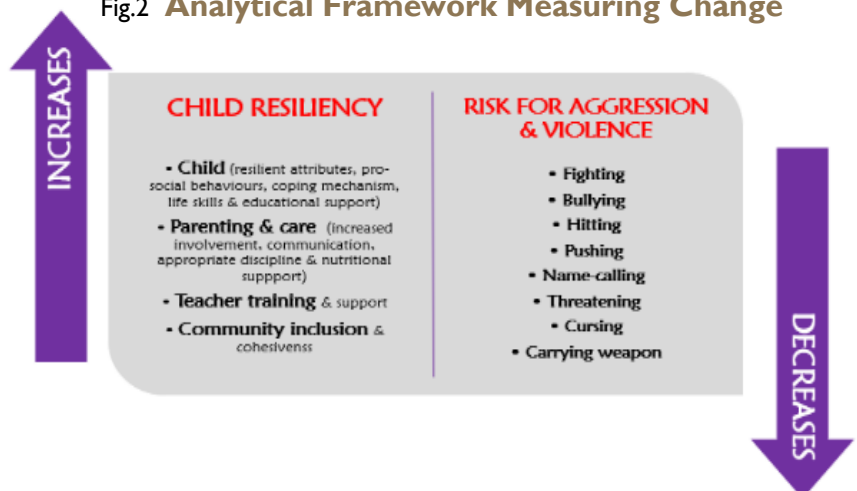 Fig.2 Analytical Framework Measuring Change
INCREASES
CHILD RESILIENCY
• Child (resilient attributes, pro-
social behaviours, coping mechanism,
life skills & educational support)
• Parenting & care (increased
involvement, communication,
appropriate discipline & nutritional
suppport)
• Teacher training & support
• Community inclusion &
cohesivenss
RISK FOR AGGRESSION
& VIOLENCE
• Fighting
• Bullying
• Hitting
• Pushing
• Name-calling
• Threatening
• Cursing
• Carrying weapon
DECREASES